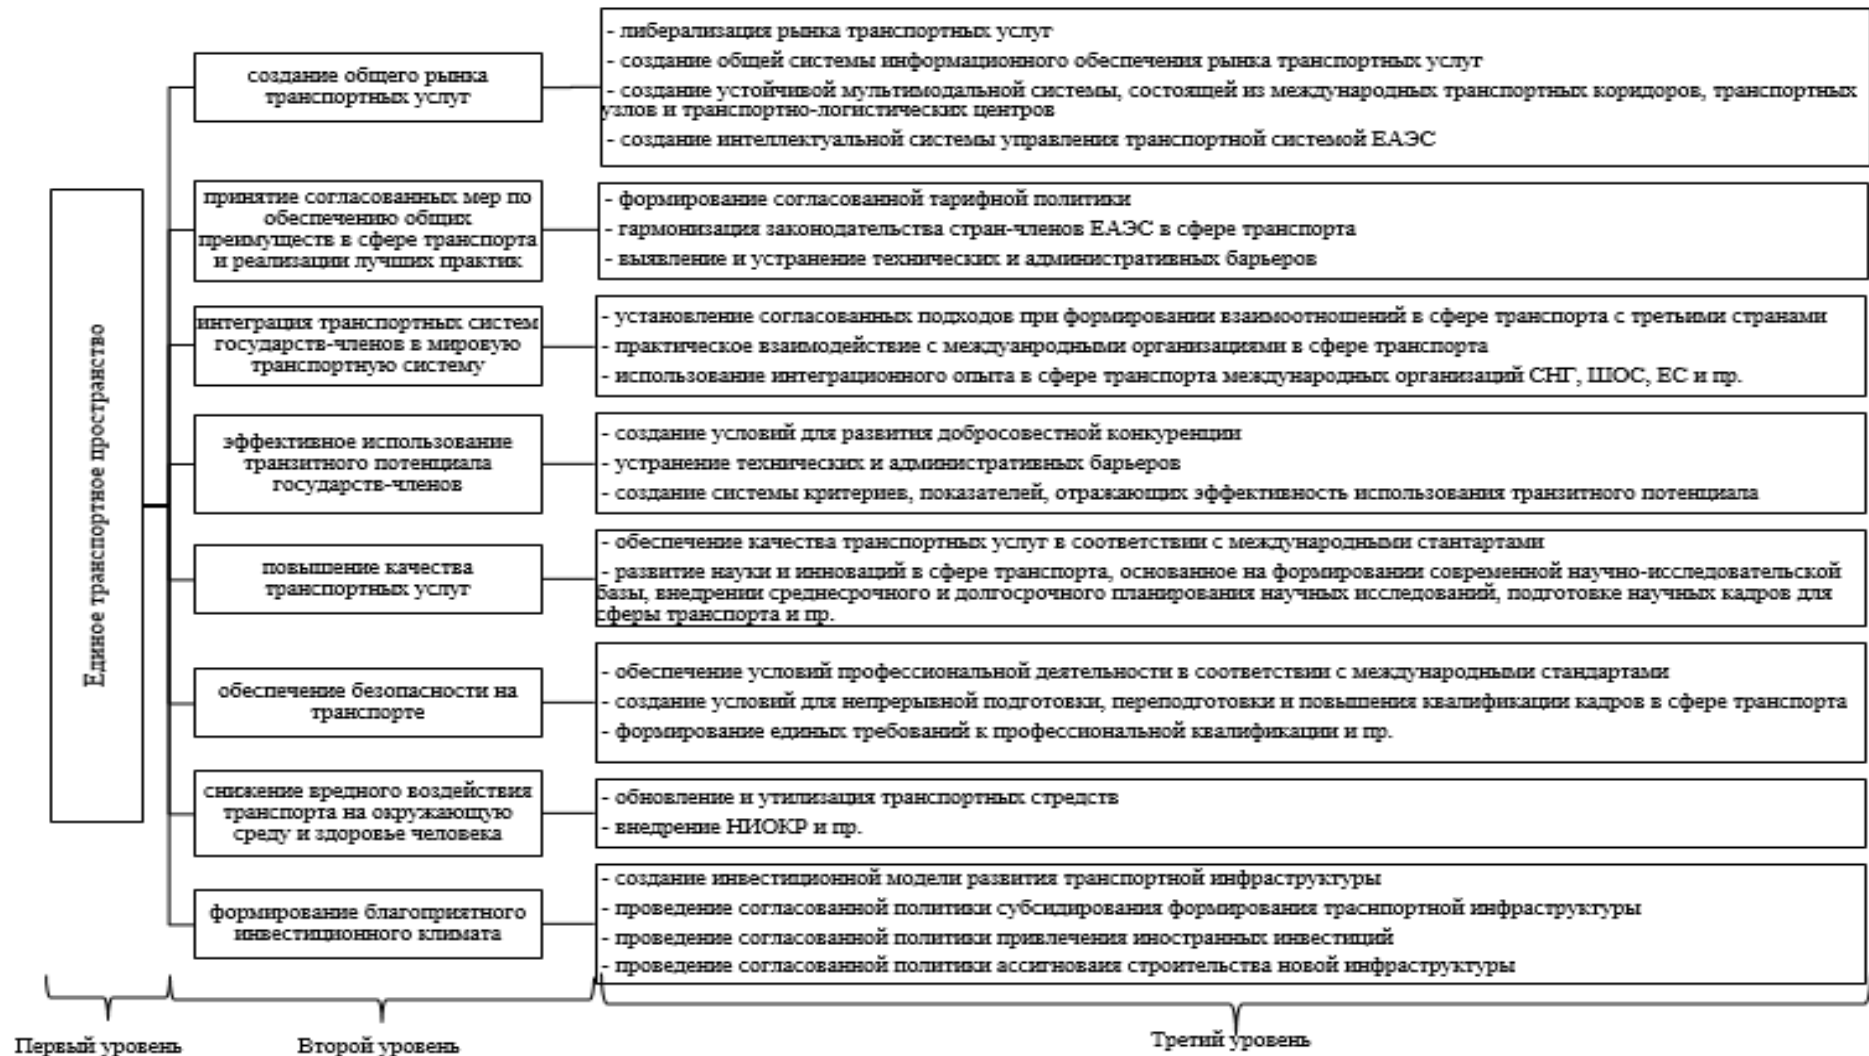 Единое транспортное пространство
создание общего рынка
транспортных услуг
- либерализация рынка транспортных услуг
- создание общей системы информационного обеспечения рынка транспортных услуг
- создание устойчивой мультимодальной системы, состоящей из международных транспортных коридоров, транспортных
узлов и транспортно-логистических центров
- создание интеллектуальной системы управления транспортной системой ЕАЭС
принятие согласованных мер по
обеспечению общих
преимуществ в сфере транспорта
и реализации лучших практик
- формирование согласованной тарифной политики
- гармонизация законодательства стран-членов ЕАЭС в сфере транспорта
- выявление и устранение технических и административных барьеров
интеграция транспортных систем
государств-членов в мировую
транспортную систему
- установление согласованных подходов при формировании взаимоотношений в сфере транспорта с третьими странами
- практическое взаимодействие с междуанродными организациями в сфере транспорта
- использование интеграционного опыта в сфере транспорта международных организаций СНГ, ШОС, ЕС и пр.
эффективное использование
транзитного потенциала
государств-членов
- создание условий для развития добросовестной конкуренции
- устранение технических и административных барьеров
- создание системы критериев, показателей, отражающих эффективность использования транзитного потенциала
повышение качества
транспортных услуг
- обеспечение качества транспортных услуг в соответствии с международными стантартами
- развитие науки и инноваций в сфере транспорта, основанное на формировании современной научно-исследовательской
базы, внедрении среднесрочного и долгосрочного планирования научных исследований, подготовке научных кадров для
сферы транспорта и пр.
обеспечение безопасности на
транспорте
- обеспечение условий профессиональной деятельности в соответствии с международными стандартами
- создание условий для непрерывной подготовки, переподготовки и повышения квалификации кадров в сфере транспорта
- формирование единых требований к профессиональной квалификации и пр.
снижение вредного воздействия
транспорта на окружающую
среду и здоровье человека
- обновление и утилизация транспортных стредств
- внедрение НИОКР и пр.
формирование благоприятного
инвестиционного климата
- создание инвестиционной модели развития транспортной инфраструктуры
- проведение согласованной политики субсидирования формирования траснпортной инфраструктуры
- проведение согласованной политики привлечения иностранных инвестиций
- проведение согласованной политики ассигноваия строительства новой инфраструктуры
Первый уровень
Второй уровень
Третий уровень